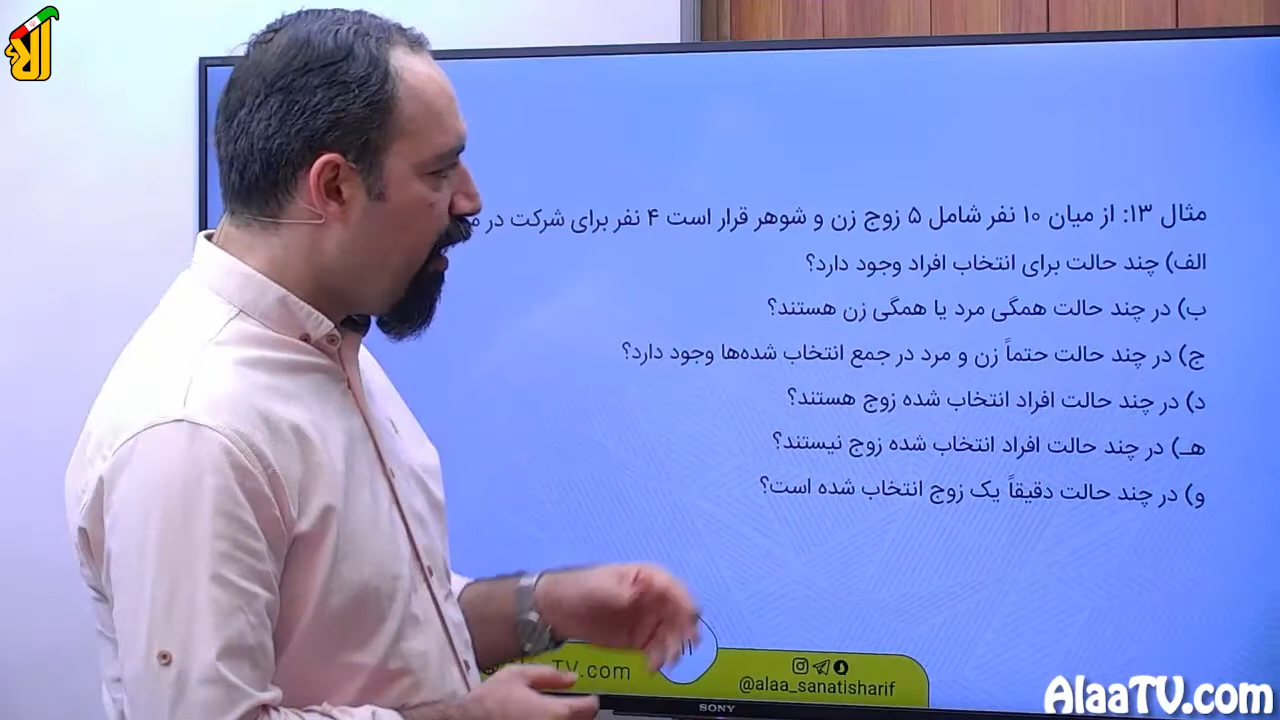 مثال ۱۳: از میان ۱۰ نفر شامل ۵ زوج زن و شوهر قرار است ۴ نفر برای شرکت در
الف) چند حالت برای انتخاب افراد وجود دارد؟
ب) در چند حالت همگی مرد یا همگی زن هستند؟
ج) در چند حالت حتماً زن و مرد در جمع انتخاب شده‌ها وجود دارد؟
د) در چند حالت افراد انتخاب شده زوج هستند؟
هـ) در چند حالت افراد انتخاب شده زوج نیستند؟
و) در چند حالت دقیقاً یک زوج انتخاب شده است؟
@alaa_sanatisharif
SONY
AlaaTV.com